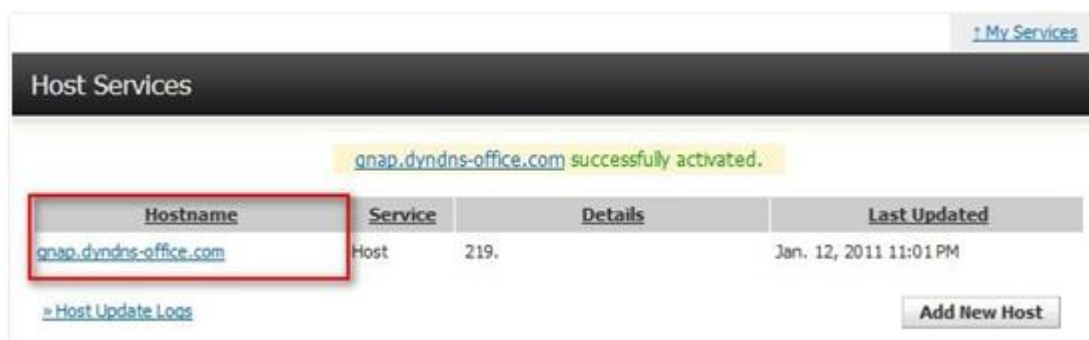 ↑ My Services
Host Services
qnap.dyndns-office.com successfully activated.
Hostname Service Details Last Updated
qnap.dyndns-office.com Host 219. Jan. 12, 2011 11:01 PM
» Host Update Logs Add New Host